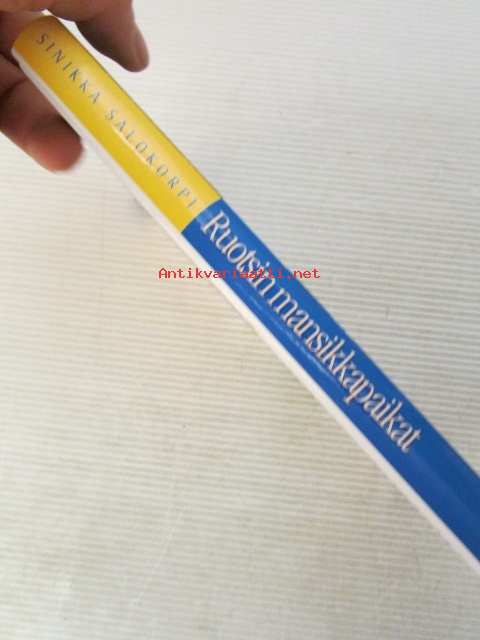 SINIKKA SALOKORPI
Ruotsin mansikkapaikat
Antikvariaatti.net